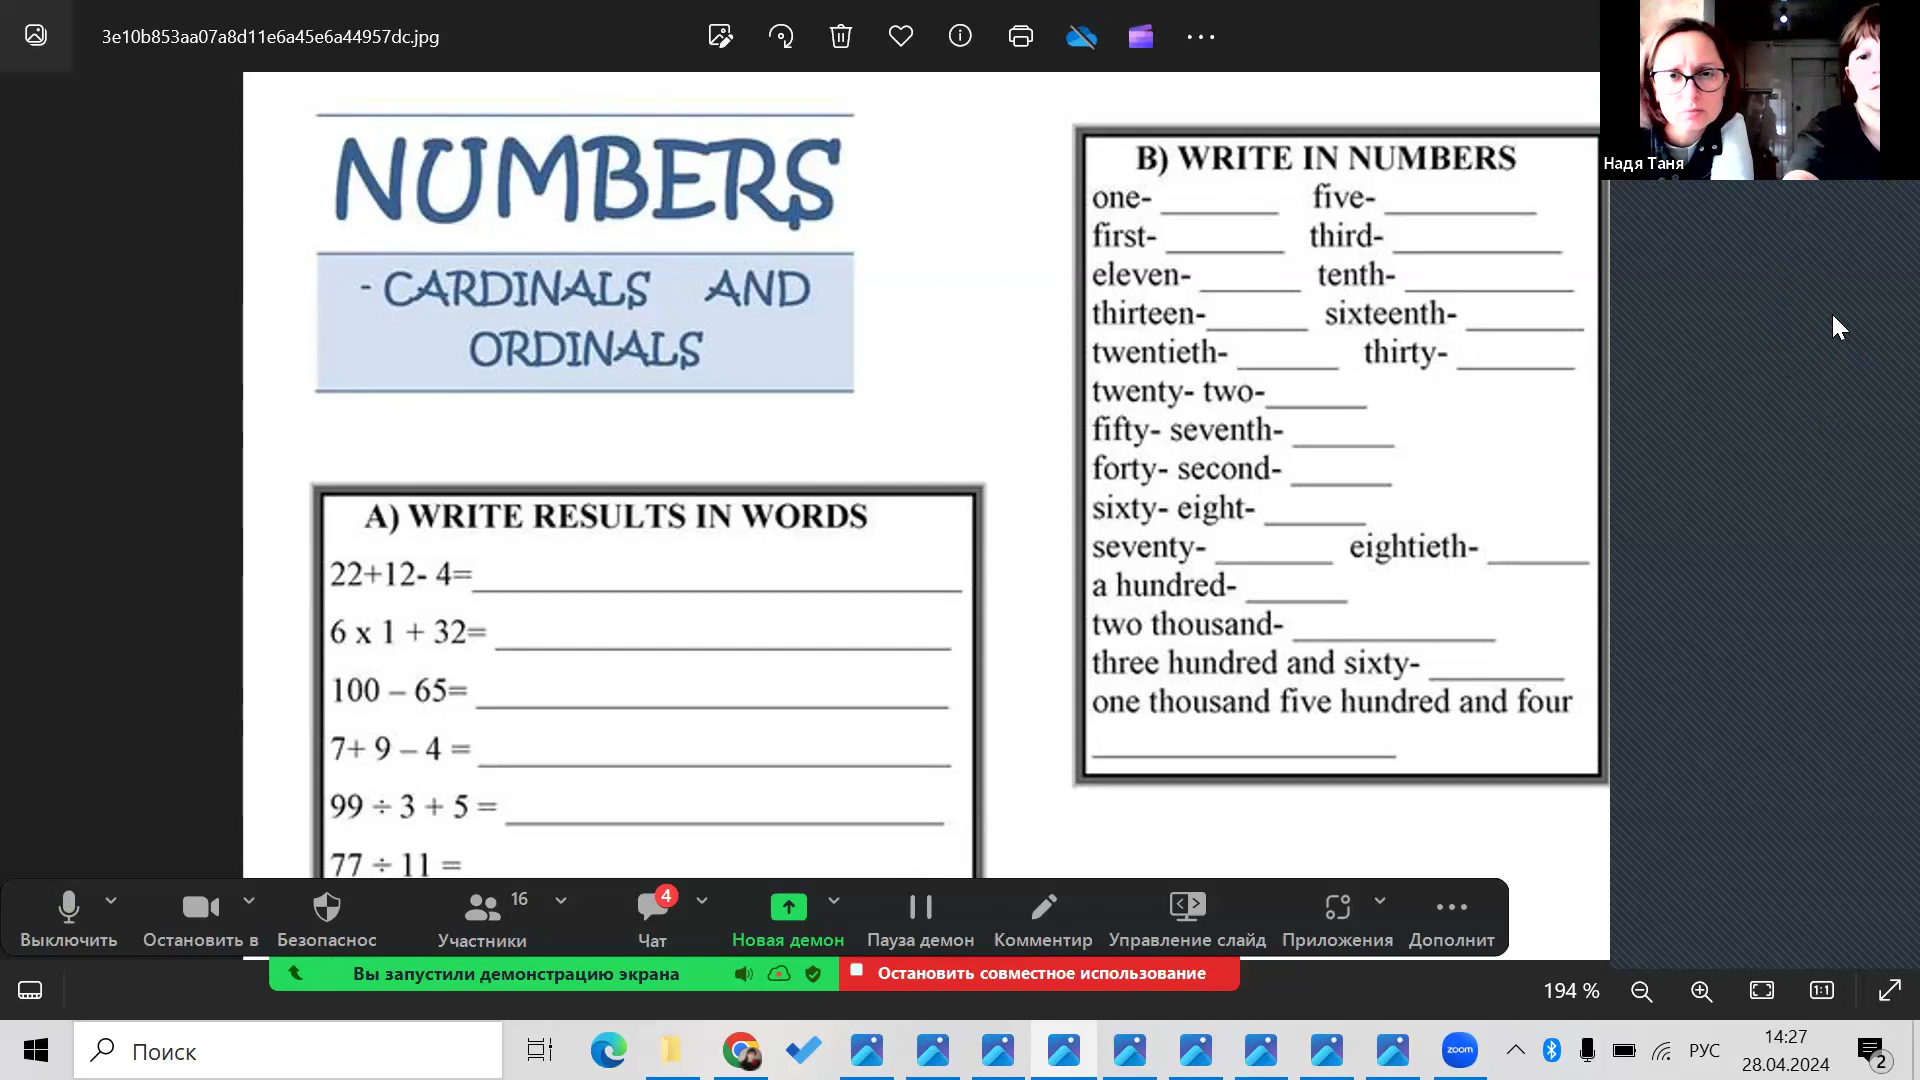 3e10b853aa07a8d11e6a45e6a44957dc.jpg
Надя Таня
NUMBERS
- CARDINALS AND
ORDINALS
A) WRITE RESULTS IN WORDS
22+12- 4=
6 x 1 + 32=
100 – 65=
7+ 9 – 4 =
99 ÷ 3 + 5 =
77 ÷ 11 =
B) WRITE IN NUMBERS
one- five-
first- third-
eleven- tenth-
thirteen- sixteenth-
twentieth- thirty-
twenty- two-
fifty- seventh-
forty- second-
sixty- eight-
seventy- eightieth-
a hundred-
two thousand-
three hundred and sixty-
one thousand five hundred and four
16 4
Выключить Остановить в Безопаснос Участники Чат Новая демон Пауза демон Комментир Управление слайд Приложения Дополнит
Вы запустили демонстрацию экрана Остановить совместное использование
194 % 1:1
Поиск zoom РУС 14:27
28.04.2024 2